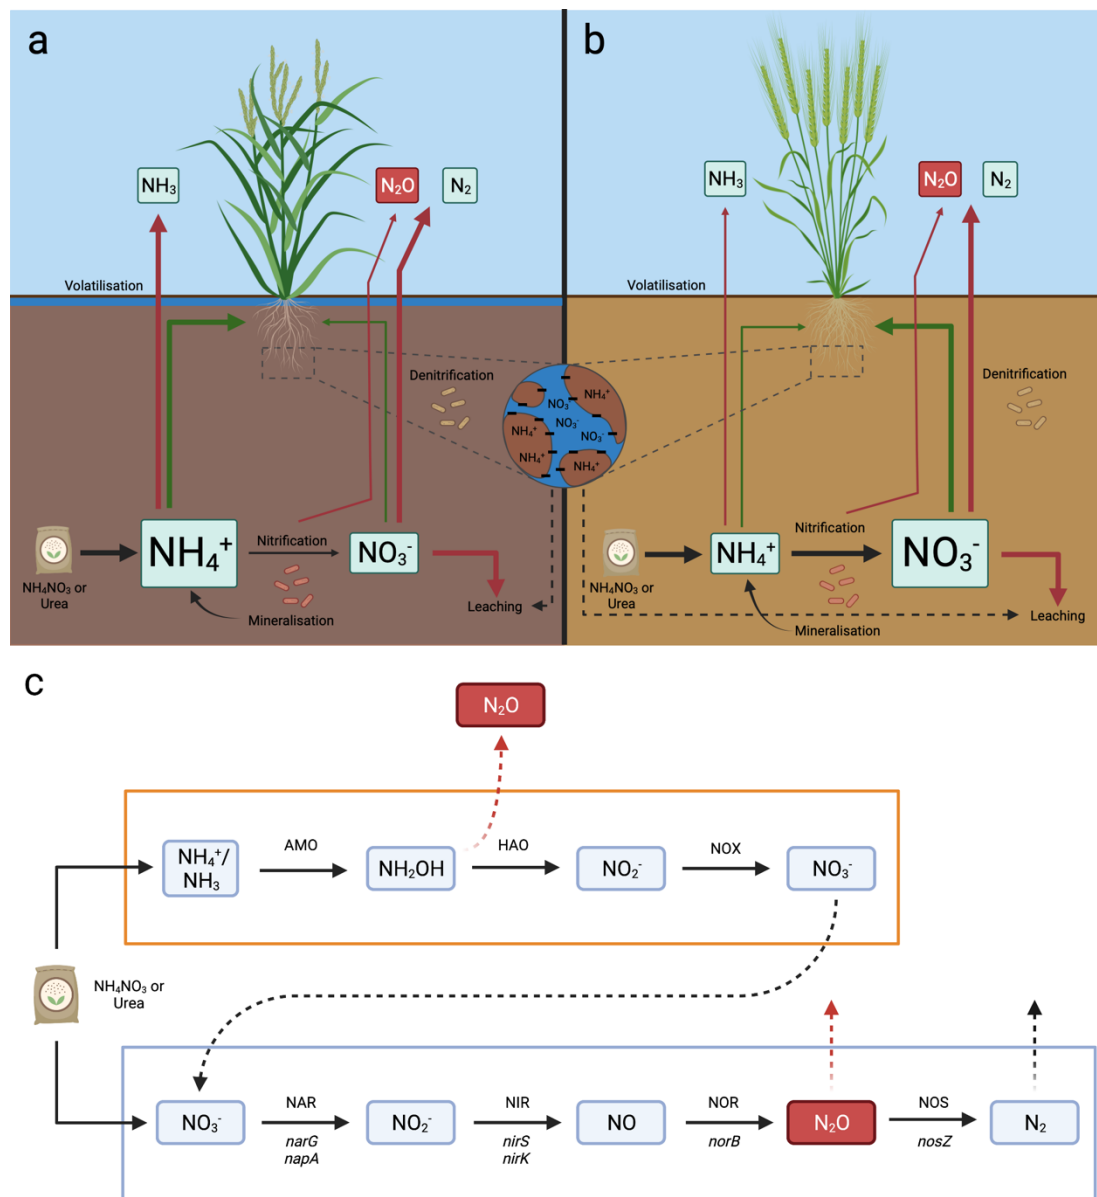 a
NH₃
N₂O
N₂
Volatilisation
Denitrification
NH₄NO₃ or
Urea
NH₄⁺
Nitrification
NO₃⁻
Mineralisation
Leaching
NO₃⁻
NH₄⁺
NO₃⁻
NH₄⁺
NO₃⁻
NH₄⁺
NH₄⁺
b
NH₃
N₂O
N₂
Volatilisation
Denitrification
NH₄NO₃ or
Urea
NH₄⁺
Nitrification
NO₃⁻
Mineralisation
Leaching
c
N₂O
NH₄⁺/
NH₃
AMO
NH₂OH
HAO
NO₂⁻
NOX
NO₃⁻
NH₄NO₃ or
Urea
NO₃⁻
NAR
narG
napA
NO₂⁻
NIR
nirS
nirK
NO
NOR
norB
N₂O
NOS
nosZ
N₂